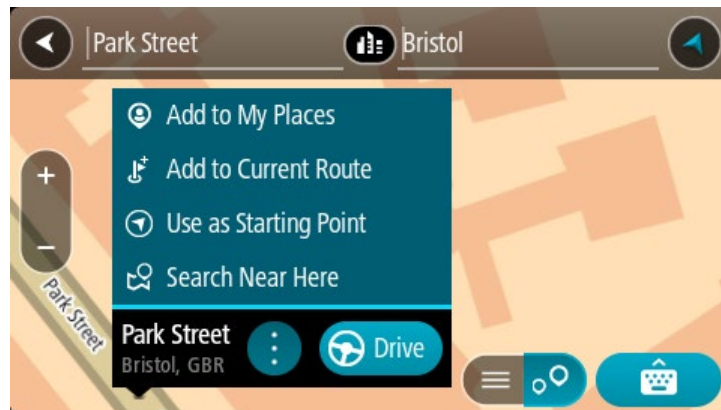 Park Street
Bristol
Add to My Places
Add to Current Route
Use as Starting Point
Search Near Here
Park Street
Park Street
Bristol, GBR
Drive